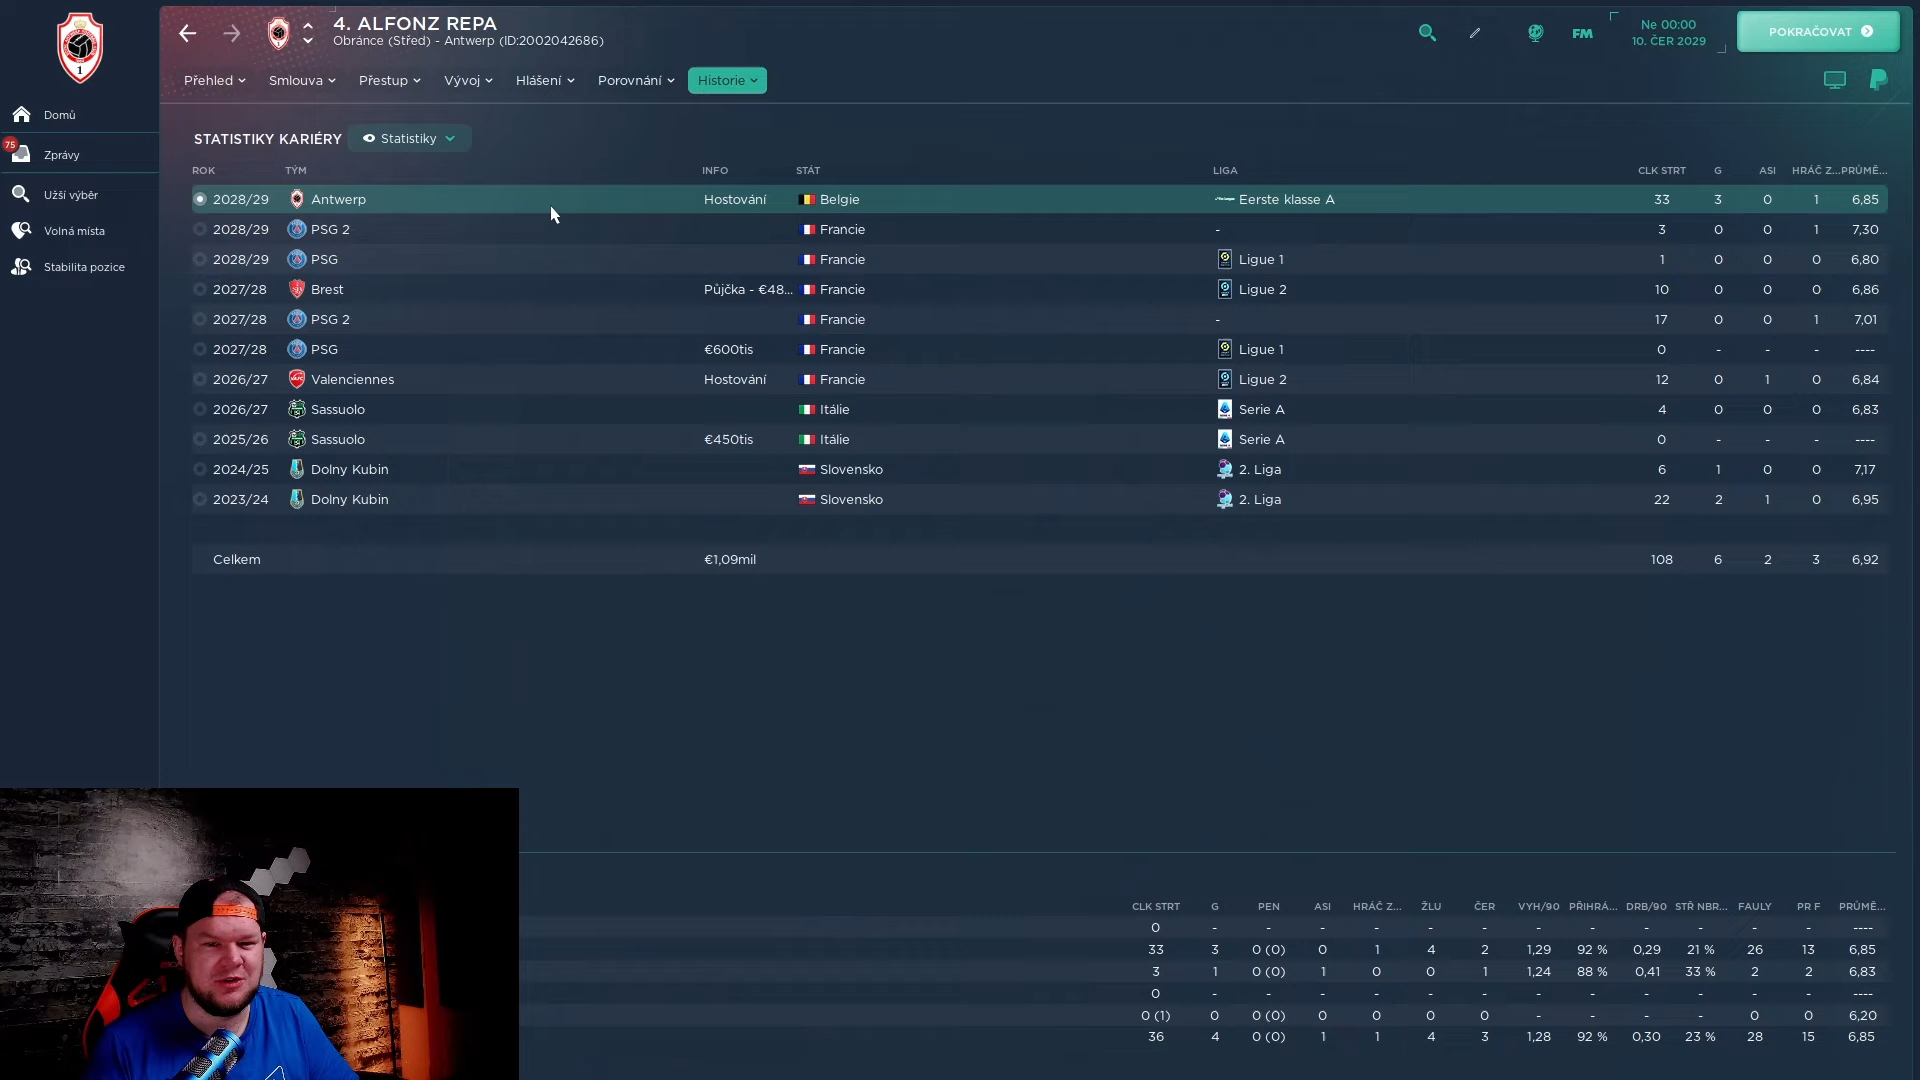 4. ALFONZ REPA
Obránce (Střed) - Antwerp (ID:2002042686)
FM
Ne 00:00
10. ČER 2029
POKRAČOVAT
Přehled Smlouva Přestup Vývoj Hlášení Porovnání Historie
Domů
75
Zprávy
Užší výběr
Volná místa
Stabilita pozice
STATISTIKY KARIÉRY Statistiky
ROK TÝM INFO STÁT LIGA CLK STRT G ASI HRÁČ Z... PRŮMĚ...
2028/29 Antwerp Hostování Belgie Eerste klasse A 33 3 0 1 6,85
2028/29 PSG 2 Francie - 3 0 0 1 7,30
2028/29 PSG Francie Ligue 1 1 0 0 0 6,80
2027/28 Brest Půjčka - €48... Francie Ligue 2 10 0 0 0 6,86
2027/28 PSG 2 Francie - 17 0 0 1 7,01
2027/28 PSG €600tis Francie Ligue 1 0 - - - ----
2026/27 Valenciennes Hostování Francie Ligue 2 12 0 1 0 6,84
2026/27 Sassuolo Itálie Serie A 4 0 0 0 6,83
2025/26 Sassuolo €450tis Itálie Serie A 0 - - - ----
2024/25 Dolny Kubin Slovensko 2. Liga 6 1 0 0 7,17
2023/24 Dolny Kubin Slovensko 2. Liga 22 2 1 0 6,95
Celkem €1,09mil 108 6 2 3 6,92
CLK STRT G PEN ASI HRÁČ Z... ŽLU ČER VYH/90 PŘIHRÁ... DRB/90 STŘ NBR... FAULY PR F PRŮMĚ...
0 - - - - - - - - - - - - ----
33 3 0 (0) 0 1 4 2 1,29 92 % 0,29 21 % 26 13 6,85
3 1 0 (0) 1 0 0 1 1,24 88 % 0,41 33 % 2 2 6,83
0 - - - - - - - - - - - - ----
0 (1) 0 0 (0) 0 0 0 0 - - - - 0 0 6,20
36 4 0 (0) 1 1 4 3 1,28 92 % 0,30 23 % 28 15 6,85